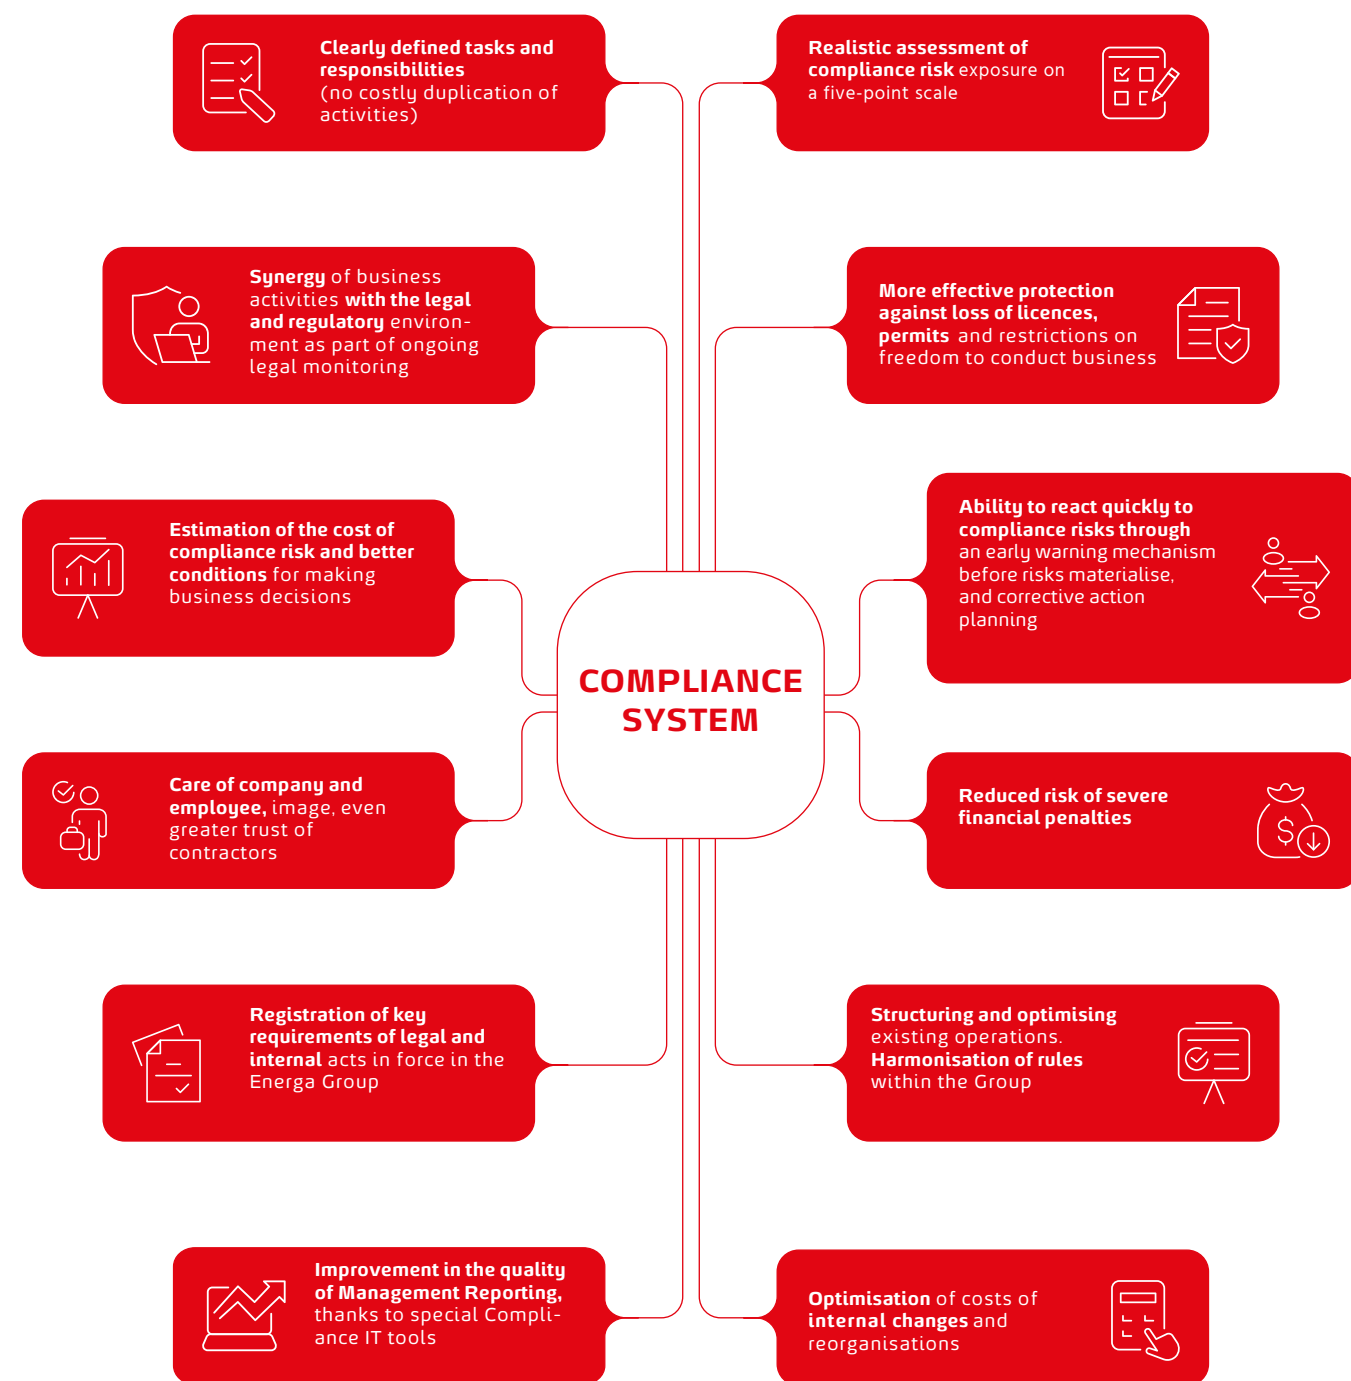 Clearly defined tasks and
responsibilities
(no costly duplication of
activities)
Realistic assessment of
compliance risk exposure on
a five-point scale
Synergy of business
activities with the legal
and regulatory environ-
ment as part of ongoing
legal monitoring
More effective protection
against loss of licences,
permits and restrictions on
freedom to conduct business
Estimation of the cost of
compliance risk and better
conditions for making
business decisions
Ability to react quickly to
compliance risks through
an early warning mechanism
before risks materialise,
and corrective action
planning
COMPLIANCE
SYSTEM
Care of company and
employee, image, even
greater trust of
contractors
Reduced risk of severe
financial penalties
$
Registration of key
requirements of legal and
internal acts in force in the
Energa Group
Structuring and optimising
existing operations.
Harmonisation of rules
within the Group
Improvement in the quality
of Management Reporting,
thanks to special Compli-
ance IT tools
Optimisation of costs of
internal changes and
reorganisations